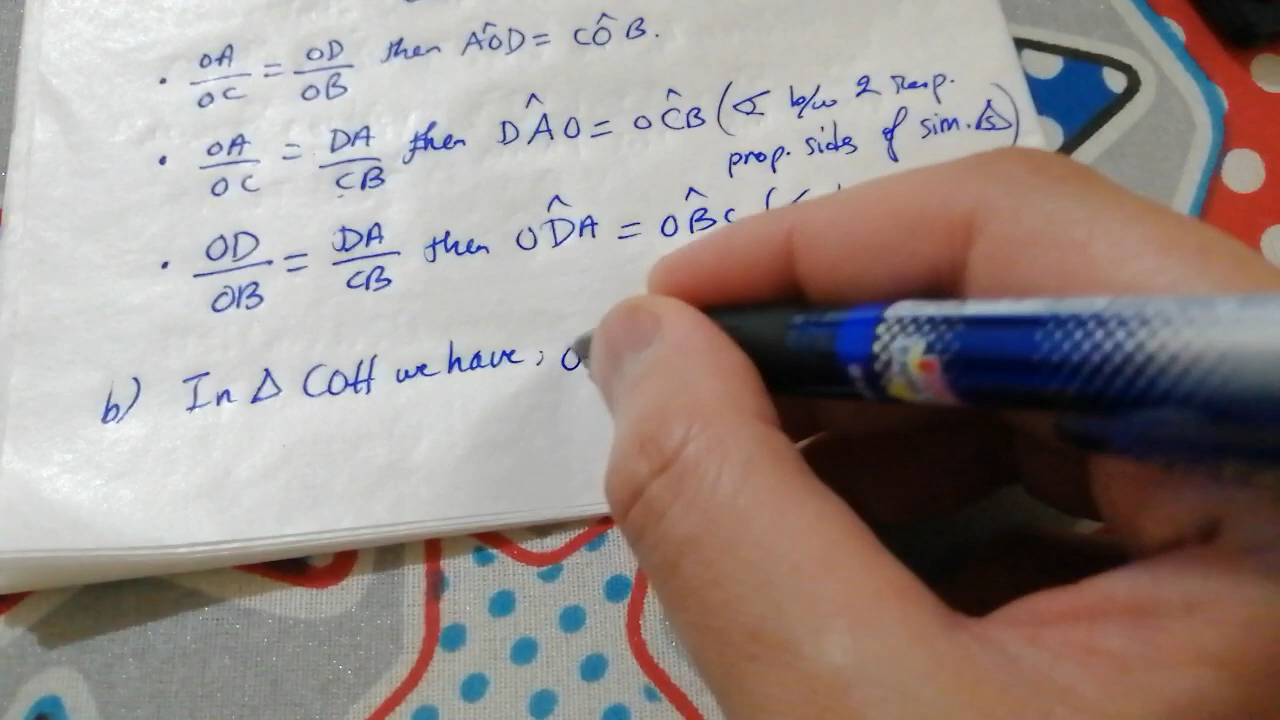 · OA/OC = OD/OB then AÔD = CÔB.
· OA/OC = DA/CB then DÂO = OĈB (∠ b/w 2 resp.
prop. sides of sim. Δs)
· OD/OB = DA/CB then OD̂A = OB̂C (∠
b) In Δ COH we have; O